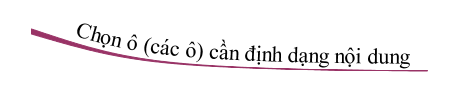 Chọn ô (các ô) cần định dạng nội dung